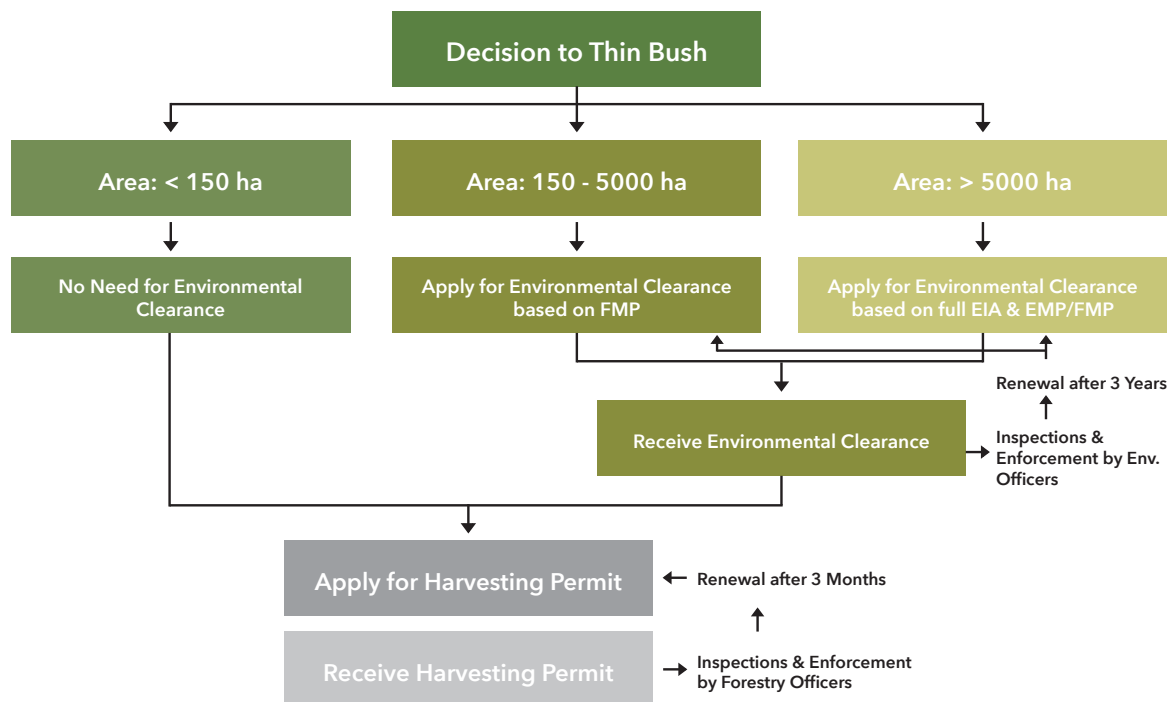 Decision to Thin Bush
Area: < 150 ha
Area: 150 - 5000 ha
Area: > 5000 ha
No Need for Environmental
Clearance
Apply for Environmental Clearance
based on FMP
Apply for Environmental Clearance
based on full EIA & EMP/FMP
Renewal after 3 Years
Receive Environmental Clearance
Inspections &
Enforcement by Env.
Officers
Apply for Harvesting Permit
Renewal after 3 Months
Receive Harvesting Permit
Inspections & Enforcement
by Forestry Officers